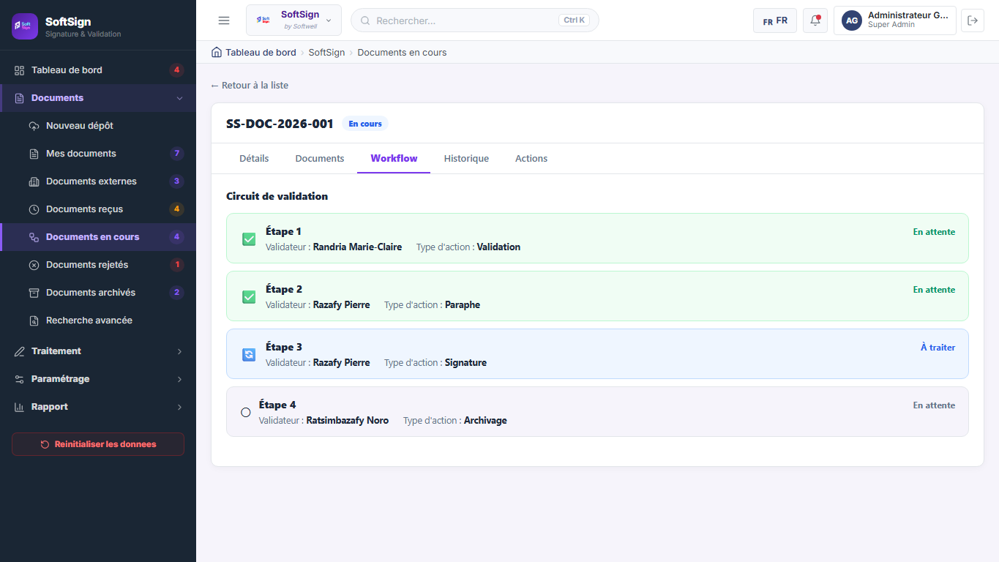 SoftSign
Signature & Validation
Tableau de bord 4
Documents
Nouveau dépôt
Mes documents 7
Documents externes 3
Documents reçus 4
Documents en cours 4
Documents rejetés 1
Documents archivés 2
Recherche avancée
Traitement
Paramétrage
Rapport
Reinitialiser les donnees
Soft Sign
SoftSign
by Softwell
Rechercher... Ctrl K
FR FR
AG
Administrateur G...
Super Admin
Tableau de bord › SoftSign › Documents en cours
← Retour à la liste
SS-DOC-2026-001 En cours
Détails Documents Workflow Historique Actions
Circuit de validation
Étape 1 En attente
Validateur : Randria Marie-Claire Type d'action : Validation
Étape 2 En attente
Validateur : Razafy Pierre Type d'action : Paraphe
Étape 3 À traiter
Validateur : Razafy Pierre Type d'action : Signature
Étape 4 En attente
Validateur : Ratsimbazafy Noro Type d'action : Archivage